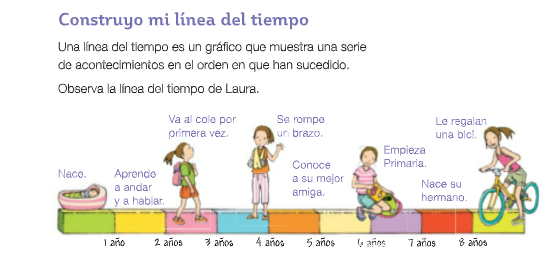 Construyo mi línea del tiempo
Una línea del tiempo es un gráfico que muestra una serie
de acontecimientos en el orden en que han sucedido.
Observa la línea del tiempo de Laura.
Nace.
Aprende
a andar
y a hablar.
Va al cole por
primera vez.
Se rompe
un brazo.
Conoce
a su mejor
amiga.
Empieza
Primaria.
Nace su
hermano.
Le regalan
una bici.
1 año
2 años
3 años
4 años
5 años
6 años
7 años
8 años